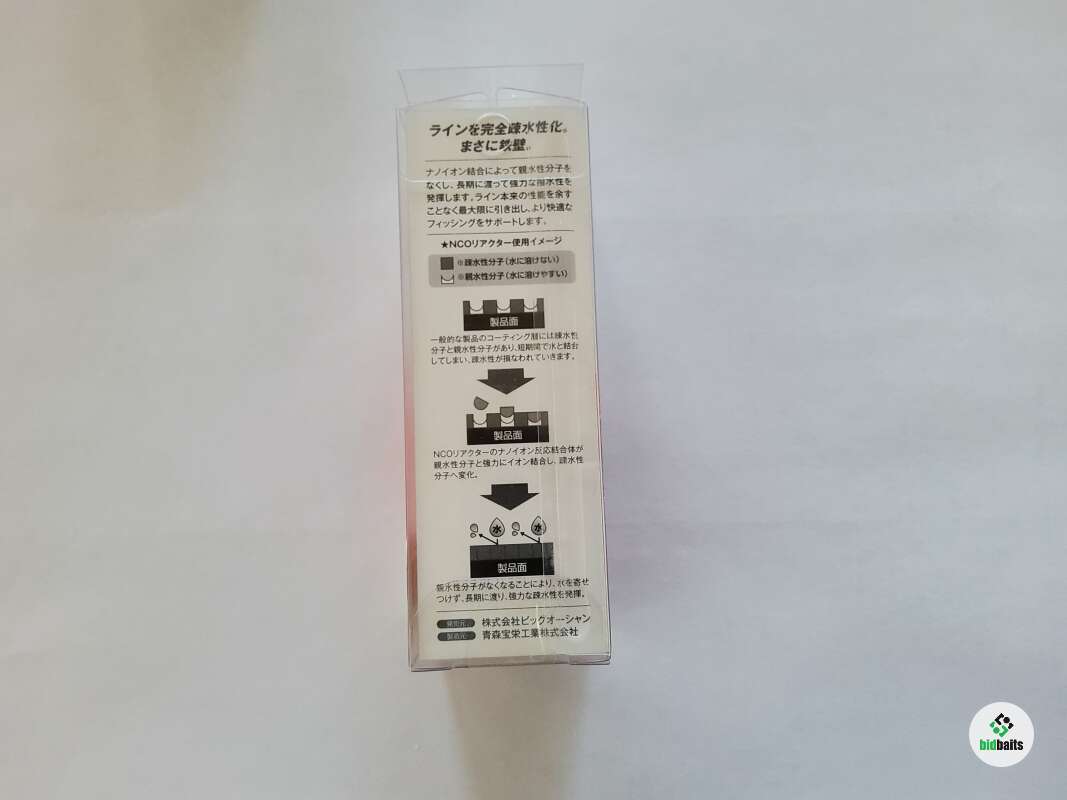 ラインを完全疎水性化。
まさに鉄壁。
ナノイオン結合によって親水性分子を
なくし、長期に渡って強力な撥水性を
発揮します。ライン本来の性能を余す
ことなく最大限に引き出し、より快適な
フィッシングをサポートします。
★NCOリアクター使用イメージ
※疎水性分子(水に溶けない)
※親水性分子(水に溶けやすい)
製品面
一般的な製品のコーティング層には疎水性
分子と親水性分子があり、短期間で水と結合
してしまい、疎水性が損なわれていきます。
製品面
NCOリアクターのナノイオン反応結合体が
親水性分子と強力にイオン結合し、疎水性
分子へ変化。
水 水
製品面
親水性分子がなくなることにより、水を寄せ
つけず、長期に渡り、強力な疎水性を発揮。
発売元 株式会社ビッグオーシャン
製造元 青森宝栄工業株式会社
bidbaits